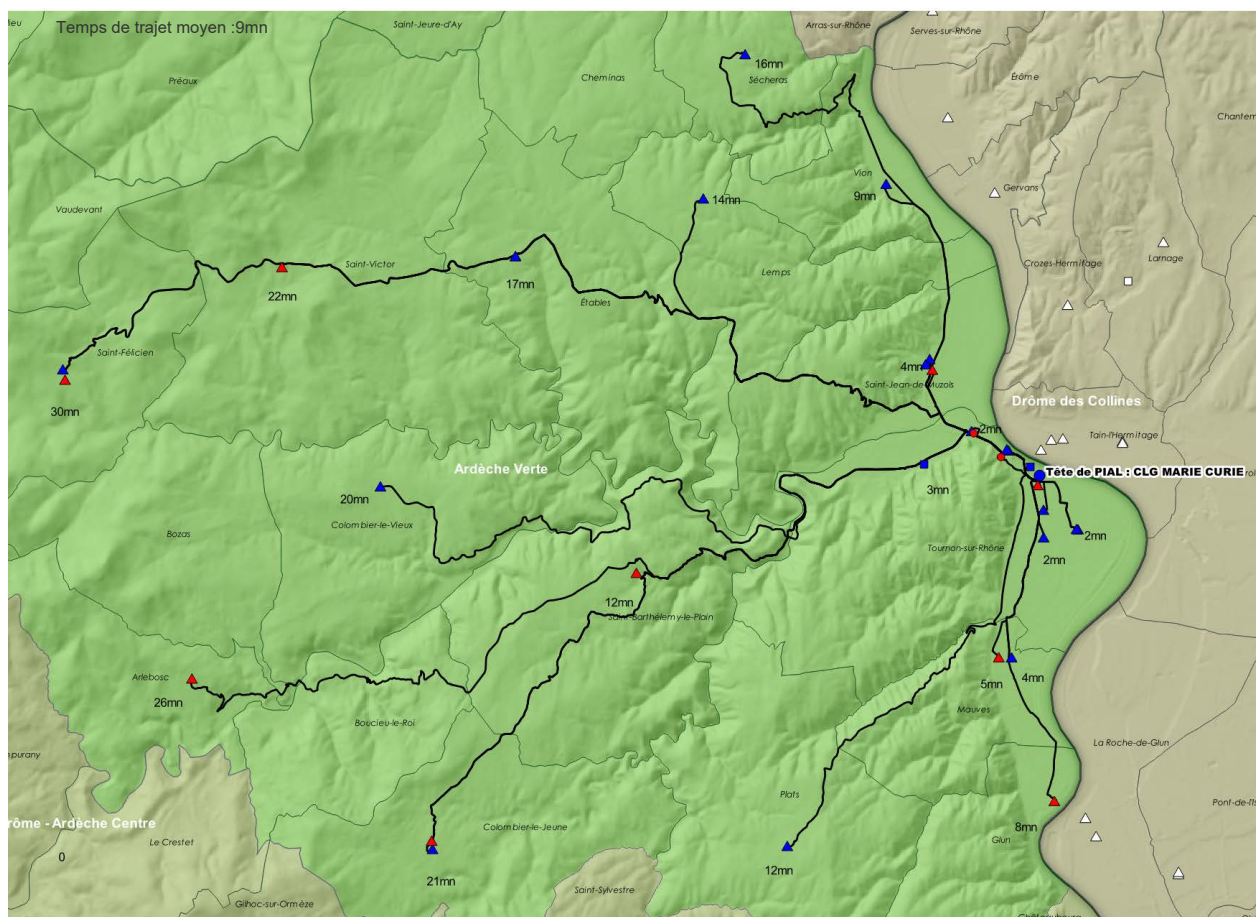 Temps de trajet moyen :9mn
Saint-Jeure-d'Ay
Arras-sur-Rhône
Serves-sur-Rhône
16mn
Sécheras
Cheminas
Préaux
Érôme
Vion
9mn
Gervans
Vaudevant
14mn
Saint-Victor
22mn
17mn
Étables
Lemps
Crozes-Hermitage
Larnage
Saint-Félicien
30mn
4mn
Saint-Jean-de-Muzols
Drôme des Collines
2mn
Tain-l'Hermitage
Ardèche Verte
Tête de PIAL : CLG MARIE CURIE
3mn
20mn
Colombier-le-Vieux
Bozas
Tournon-sur-Rhône
2mn
2mn
12mn
Saint-Barthélemy-le-Plain
Arlebosc
26mn
5mn
4mn
Mauves
Boucieu-le-Roi
La Roche-de-Glun
Plats
rôme - Ardèche Centre
0
Le Crestet
Colombier-le-Jeune
21mn
12mn
8mn
Glun
Saint-Sylvestre
Gilhoc-sur-Ormèze